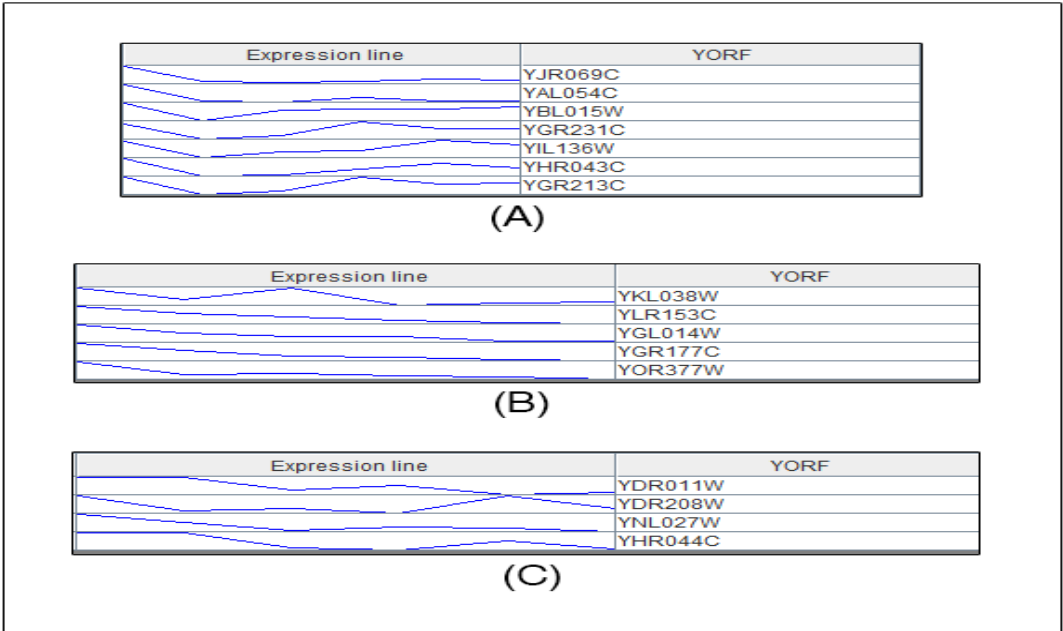 Expression line YORF
YJR069C
YAL054C
YBL015W
YGR231C
YIL136W
YHR043C
YGR213C
(A)
Expression line YORF
YKL038W
YLR153C
YGL014W
YGR177C
YOR377W
(B)
Expression line YORF
YDR011W
YDR208W
YNL027W
YHR044C
(C)